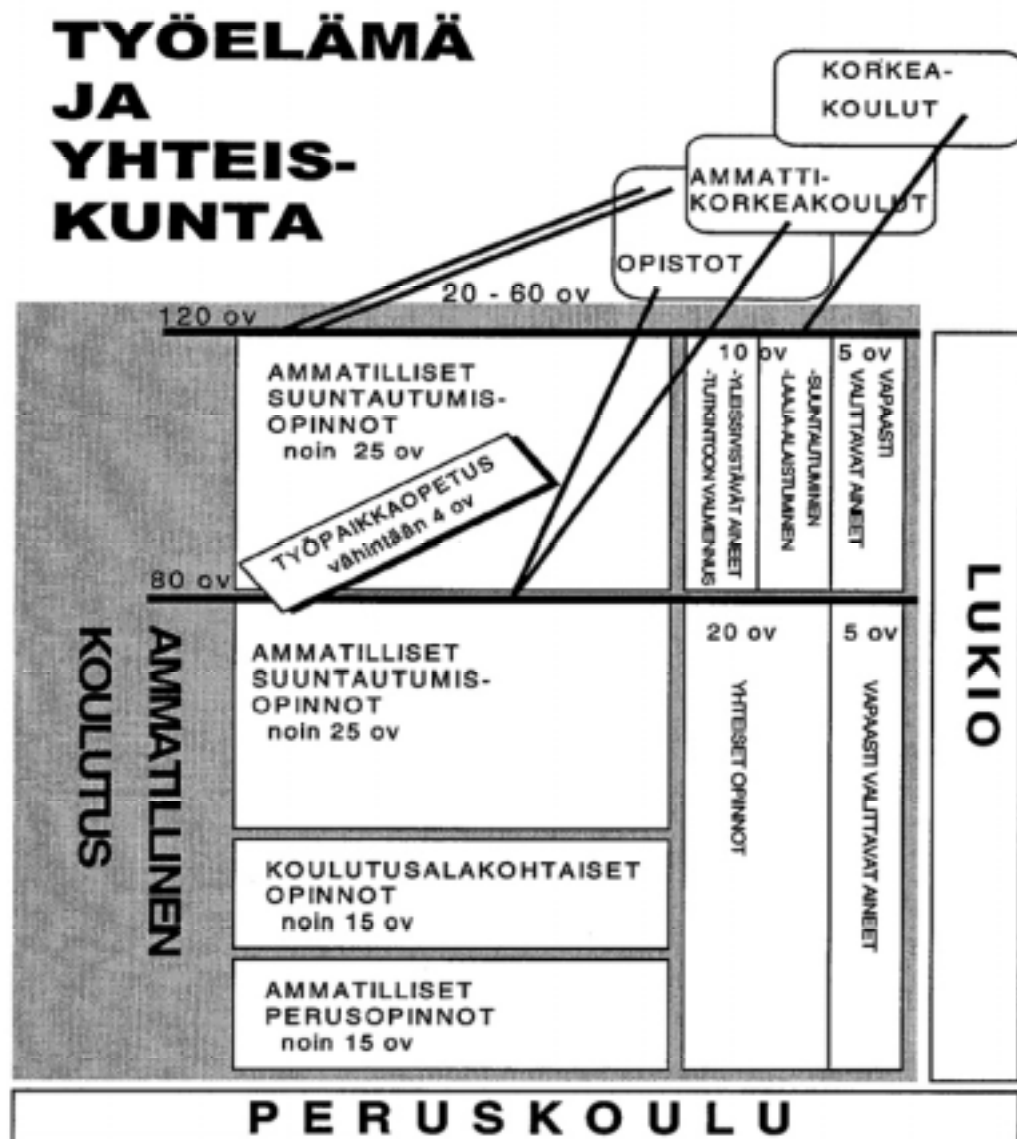 TYÖELÄMÄ
JA
YHTEIS-
KUNTA
KORKEA-
KOULUT
AMMATTI-
KORKEAKOULUT
OPISTOT
20 - 60 ov
120 ov
AMMATILLISET
SUUNTAUTUMIS-
OPINNOT
noin 25 ov
TYÖPAIKKAOPETUS
vähintään 4 ov
10 ov
5 ov
-YLEISSIVISTÄVÄT AINEET
-TUTKINTOON VALMENNUS
-SUUNTAUTUMINEN
-LAAJA-ALAISTUMINEN
VAPAASTI
VALITTAVAT AINEET
80 ov
AMMATILLINEN
KOULUTUS
AMMATILLISET
SUUNTAUTUMIS-
OPINNOT
noin 25 ov
20 ov
5 ov
YHTEISET OPINNOT
VAPAASTI VALITTAVAT AINEET
KOULUTUSALAKOHTAISET
OPINNOT
noin 15 ov
AMMATILLISET
PERUSOPINNOT
noin 15 ov
LUKIO
PERUSKOULU